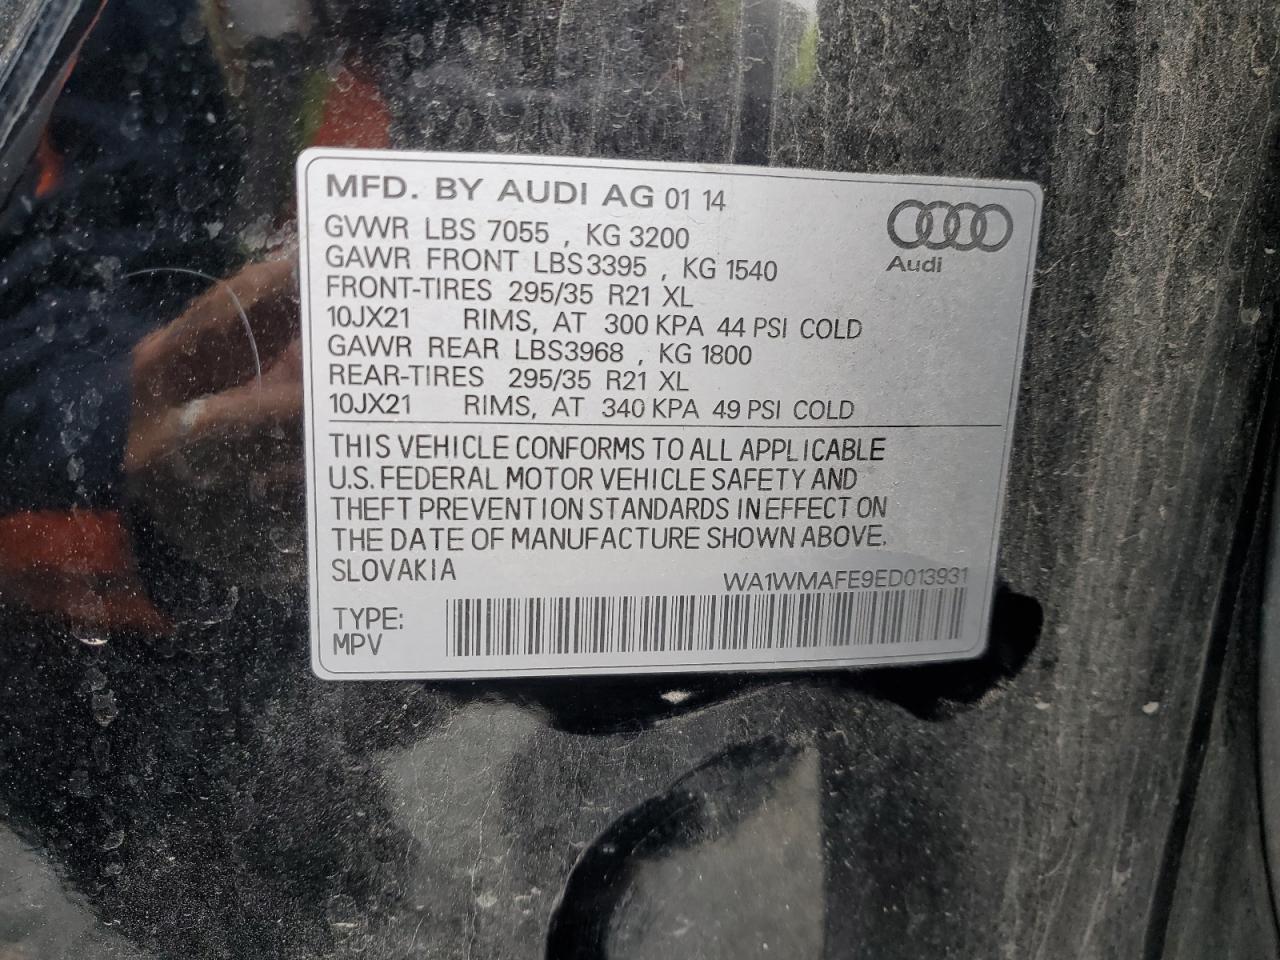 MFD. BY AUDI AG 01 14
GVWR LBS 7055 , KG 3200
GAWR FRONT LBS3395 , KG 1540
FRONT-TIRES 295/35 R21 XL
10JX21 RIMS, AT 300 KPA 44 PSI COLD
GAWR REAR LBS3968 , KG 1800
REAR-TIRES 295/35 R21 XL
10JX21 RIMS, AT 340 KPA 49 PSI COLD
Audi
THIS VEHICLE CONFORMS TO ALL APPLICABLE
U.S. FEDERAL MOTOR VEHICLE SAFETY AND
THEFT PREVENTION STANDARDS IN EFFECT ON
THE DATE OF MANUFACTURE SHOWN ABOVE.
SLOVAKIA WA1WMAFE9ED013931
TYPE:
MPV